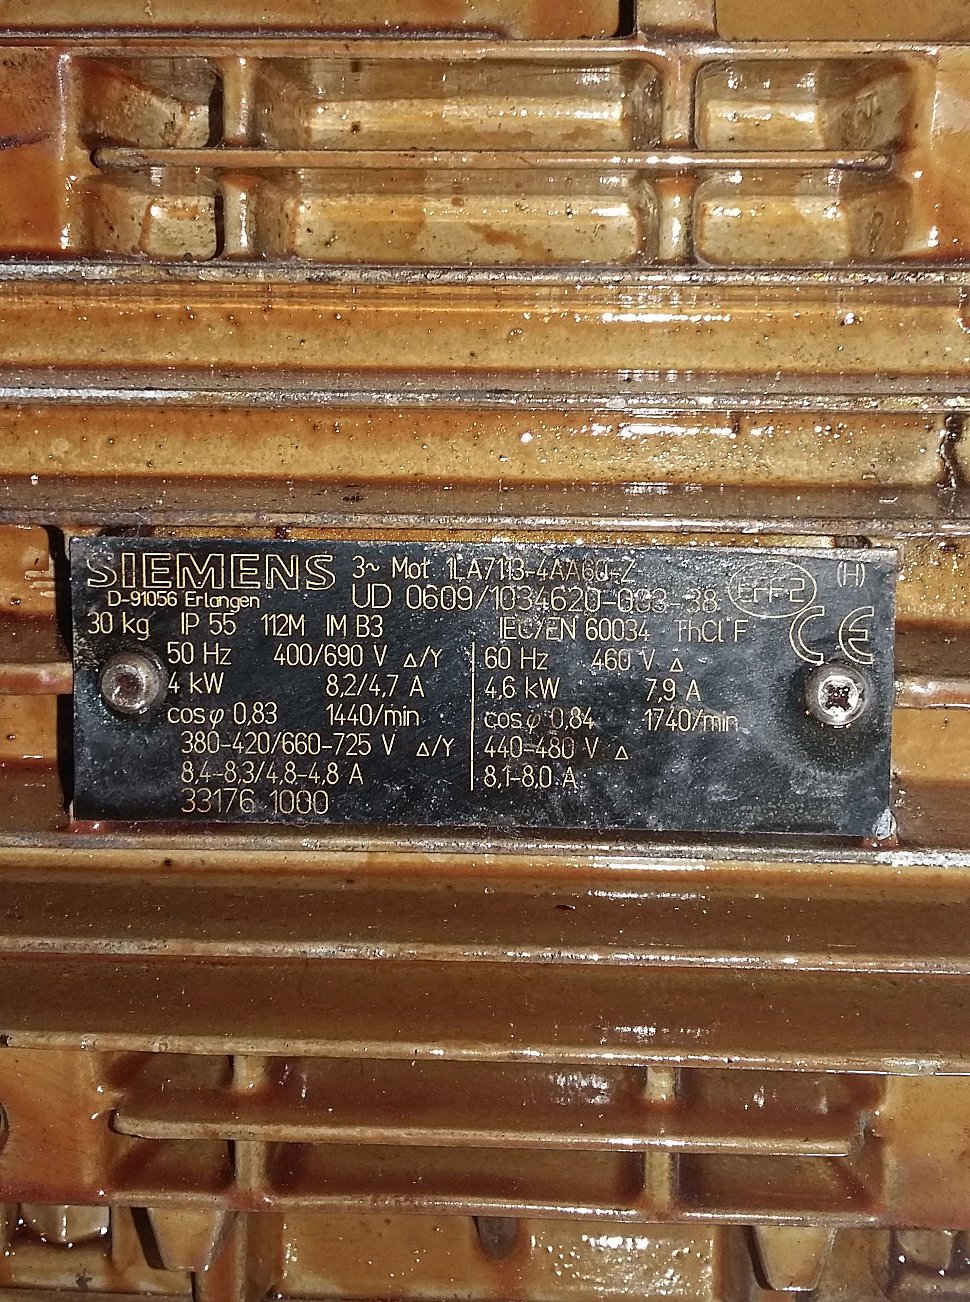 SIEMENS 3~ Mot. 1LA7113-4AA60-Z EFF2 (H)
D-91056 Erlangen UD 0609/1034620-003-38
30 kg IP 55 112M IM B3 IEC/EN 60034 ThCl F CE
50 Hz 400/690 V △/Y 60 Hz 460 V △
4 kW 8,2/4,7 A 4,6 kW 7,9 A
cosφ 0,83 1440/min cosφ 0,84 1740/min
380-420/660-725 V △/Y 440-480 V △
8,4-8,3/4,8-4,8 A 8,1-8,0 A
33176 1000